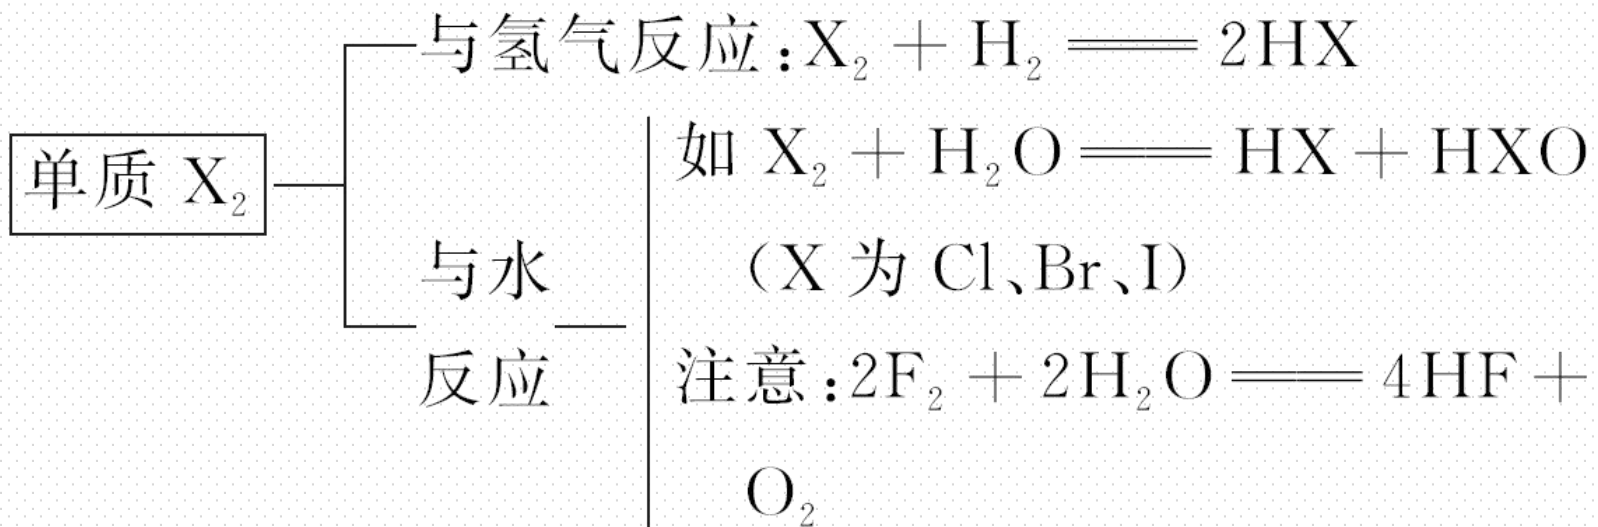 与氢气反应:X₂ + H₂ ═══ 2HX
单质 X₂
如 X₂ + H₂O ═══ HX + HXO
(X 为 Cl、Br、I)
与水
反应
注意:2F₂ + 2H₂O ═══ 4HF +
O₂